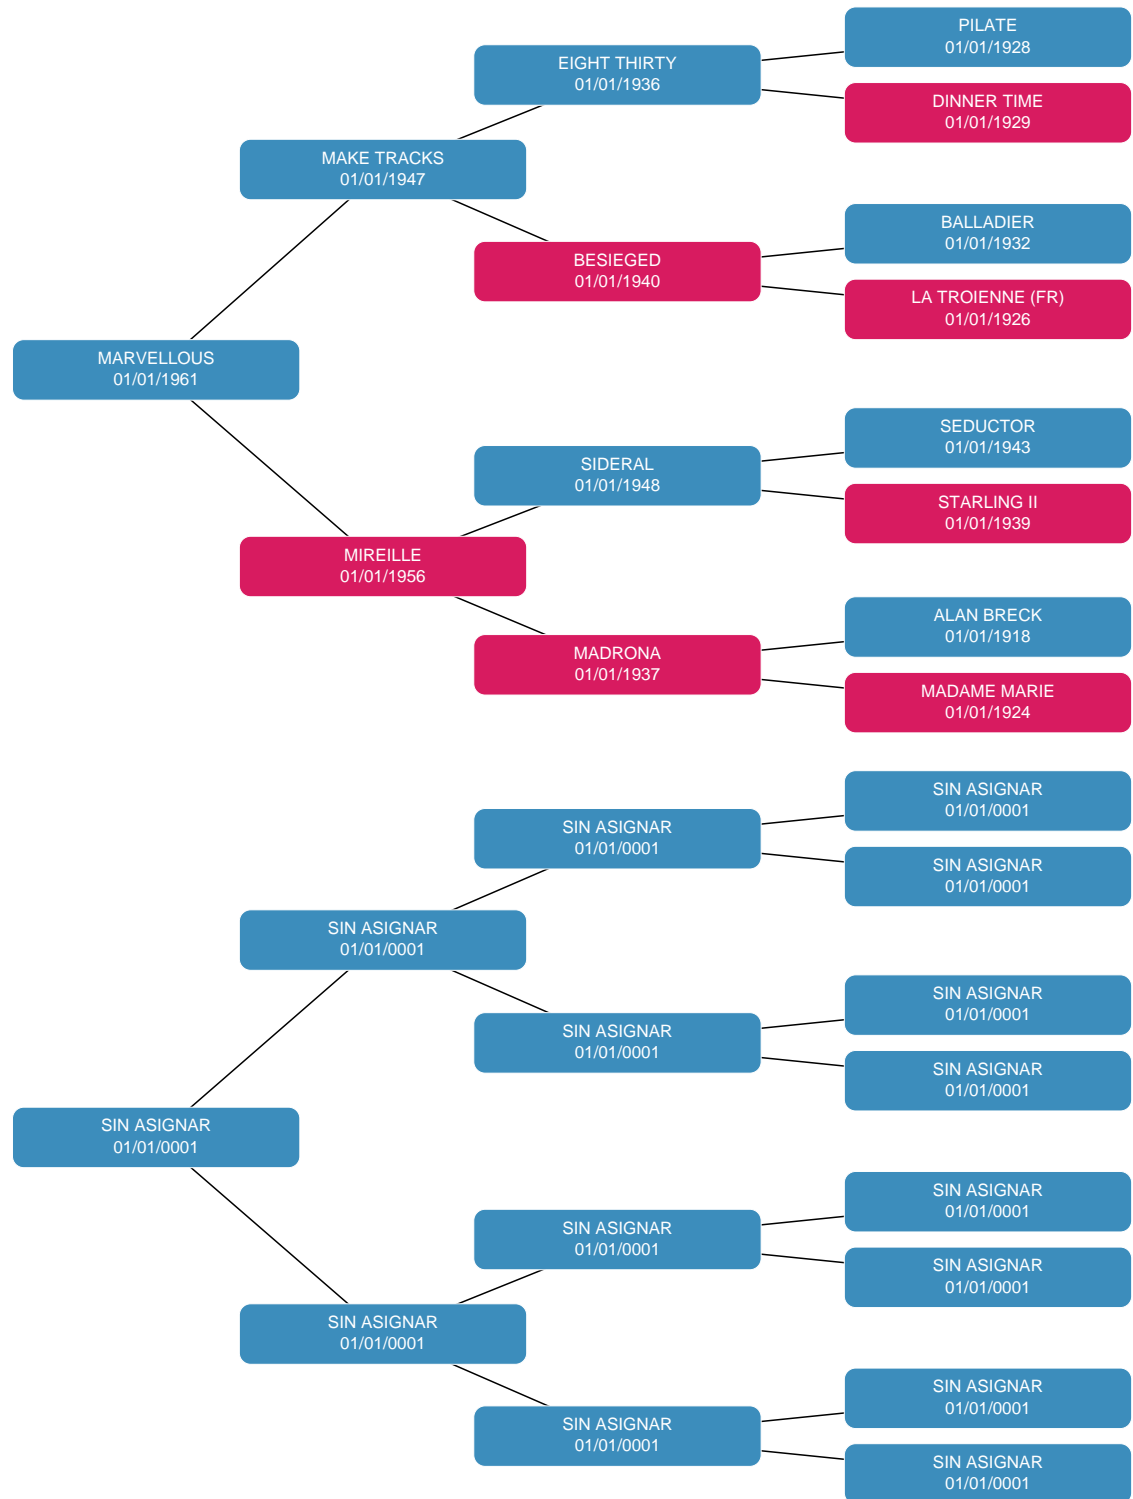 PILATE
01/01/1928
EIGHT THIRTY
01/01/1936
DINNER TIME
01/01/1929
MAKE TRACKS
01/01/1947
BALLADIER
01/01/1932
BESIEGED
01/01/1940
LA TROIENNE (FR)
01/01/1926
MARVELLOUS
01/01/1961
SEDUCTOR
01/01/1943
SIDERAL
01/01/1948
STARLING II
01/01/1939
MIREILLE
01/01/1956
ALAN BRECK
01/01/1918
MADRONA
01/01/1937
MADAME MARIE
01/01/1924
SIN ASIGNAR
01/01/0001
SIN ASIGNAR
01/01/0001
SIN ASIGNAR
01/01/0001
SIN ASIGNAR
01/01/0001
SIN ASIGNAR
01/01/0001
SIN ASIGNAR
01/01/0001
SIN ASIGNAR
01/01/0001
SIN ASIGNAR
01/01/0001
SIN ASIGNAR
01/01/0001
SIN ASIGNAR
01/01/0001
SIN ASIGNAR
01/01/0001
SIN ASIGNAR
01/01/0001
SIN ASIGNAR
01/01/0001
SIN ASIGNAR
01/01/0001
SIN ASIGNAR
01/01/0001